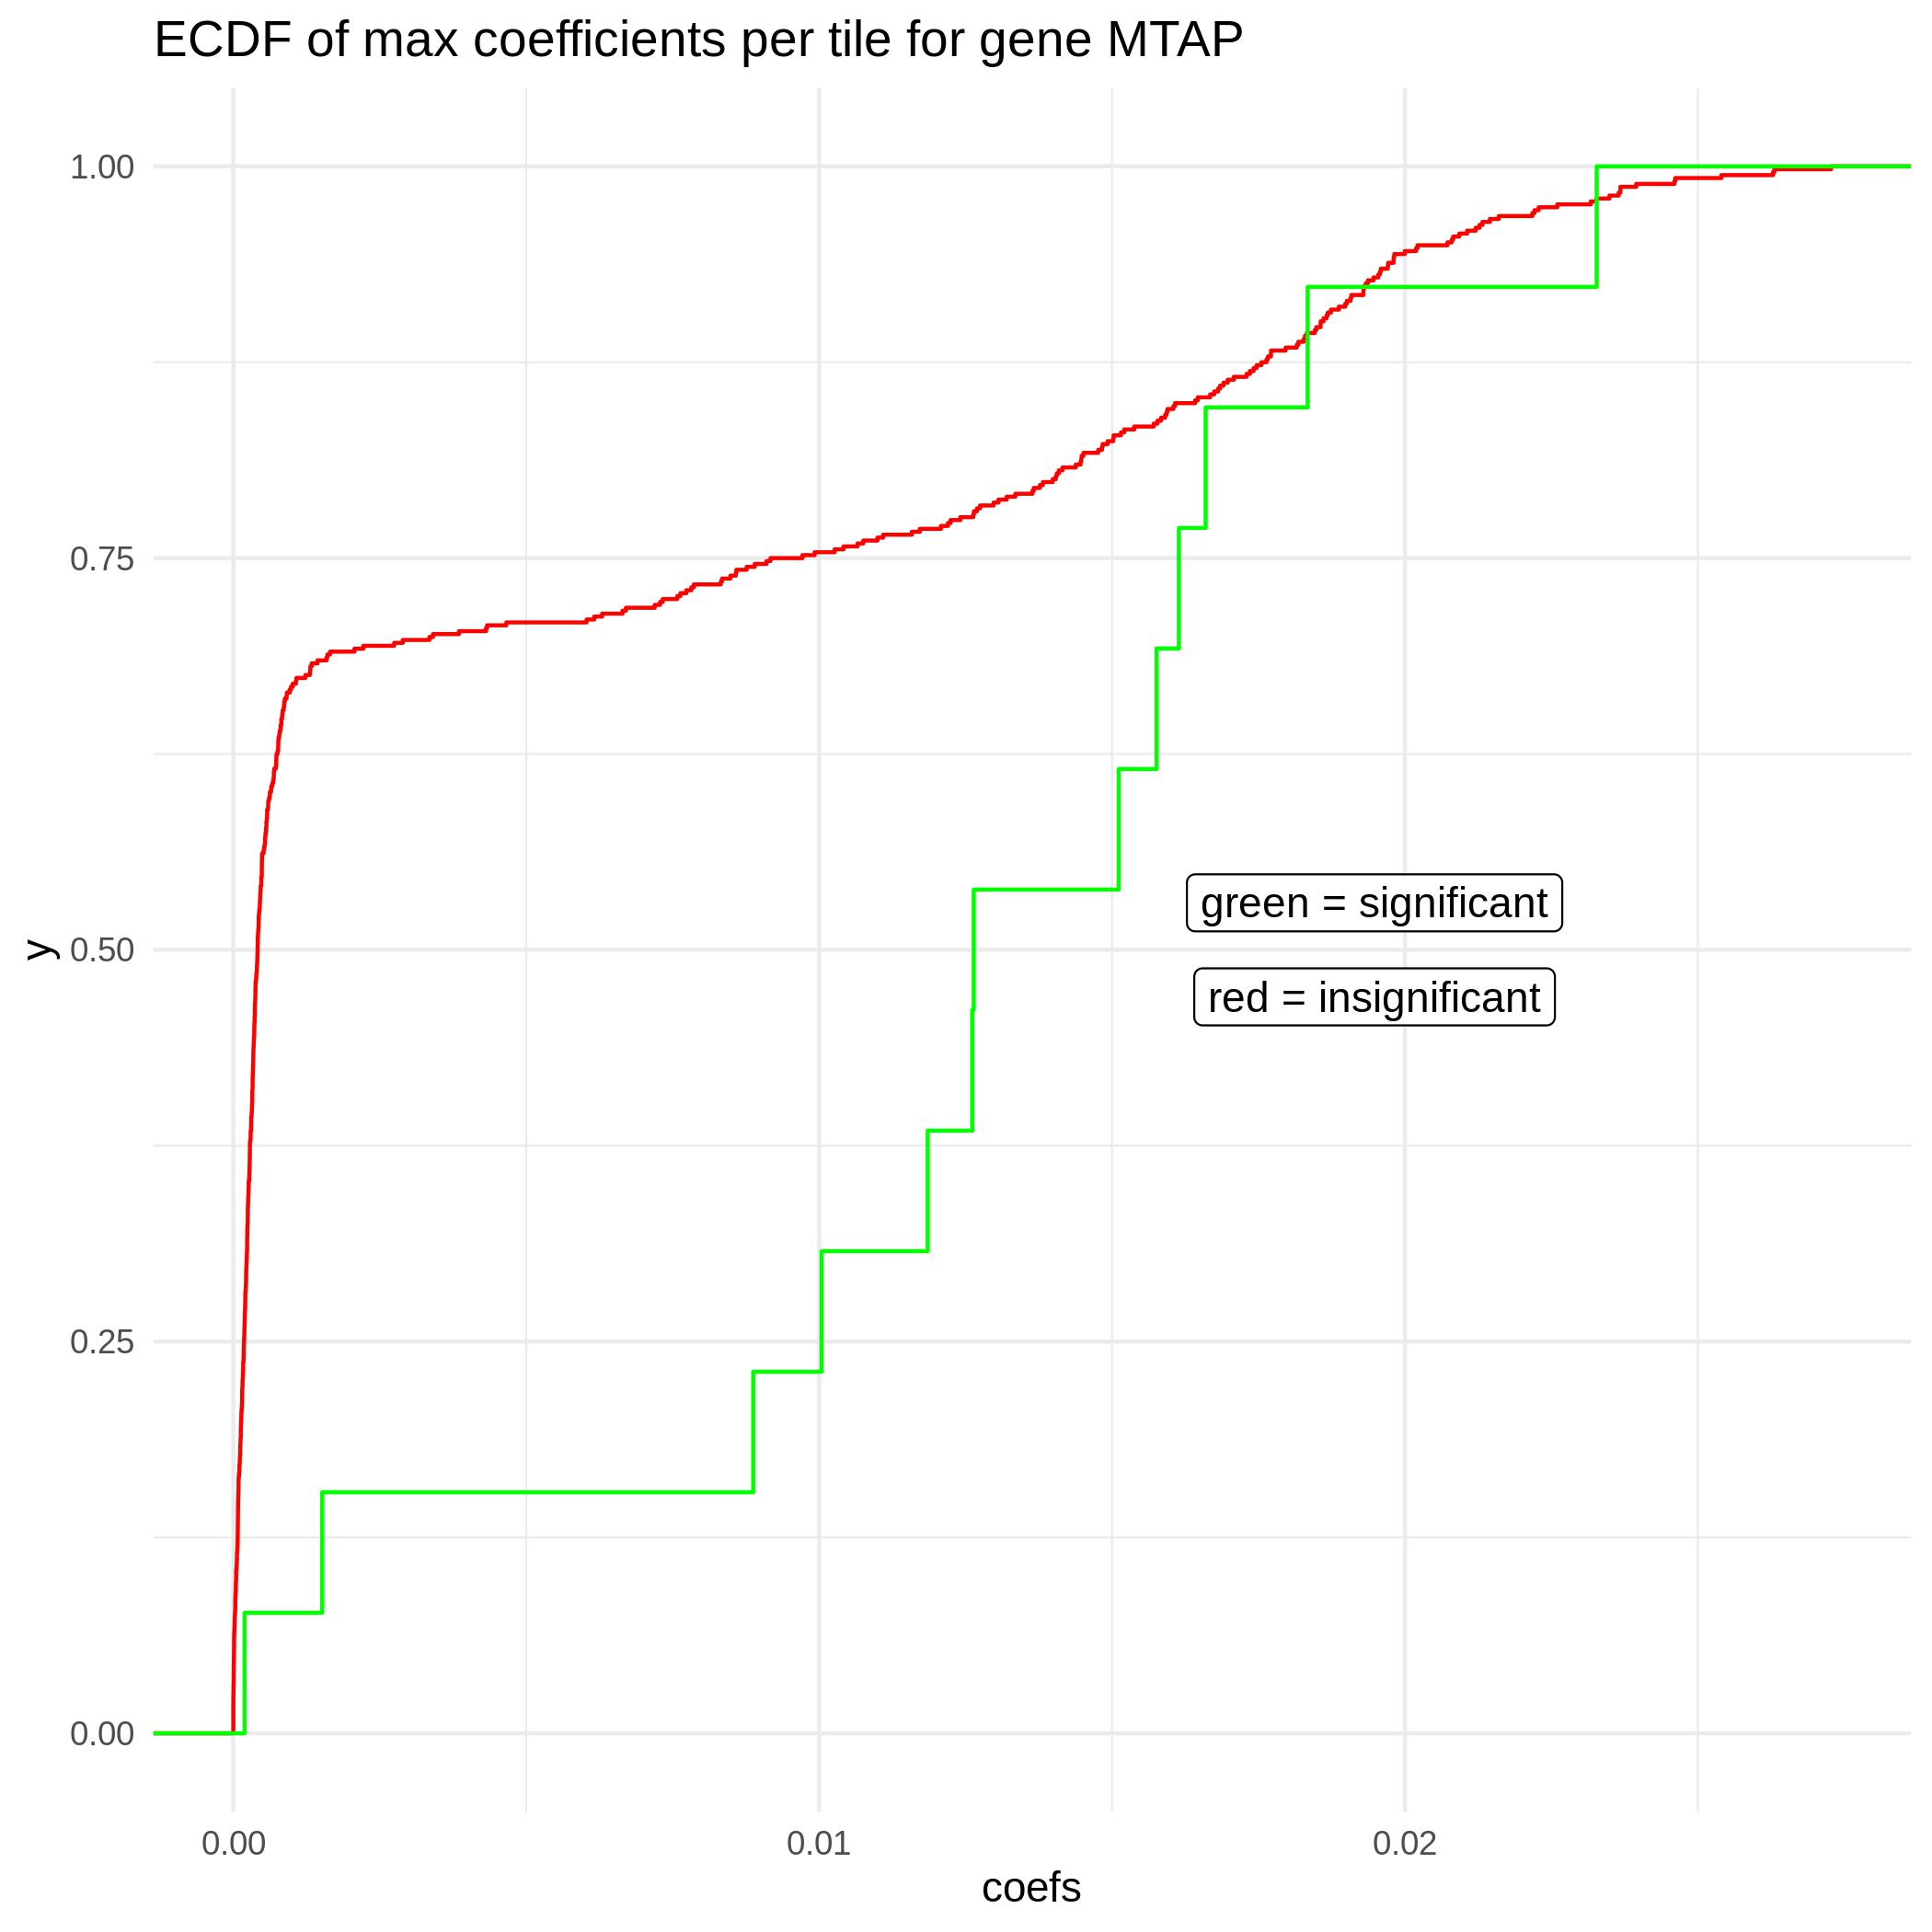 ECDF of max coefficients per tile for gene MTAP
1.00
0.75
0.50
0.25
0.00
y
green = significant
red = insignificant
0.00 0.01 0.02
coefs